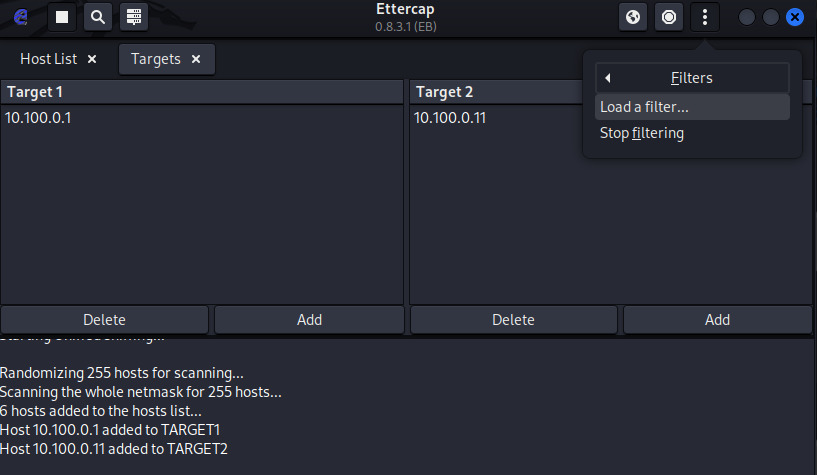 Ettercap
0.8.3.1 (EB)
Host List ×
Targets ×
Filters
Load a filter...
Stop filtering
Target 1
Target 2
10.100.0.1
10.100.0.11
Delete
Add
Delete
Add
Starting Unified sniffing...
Randomizing 255 hosts for scanning...
Scanning the whole netmask for 255 hosts...
6 hosts added to the hosts list...
Host 10.100.0.1 added to TARGET1
Host 10.100.0.11 added to TARGET2